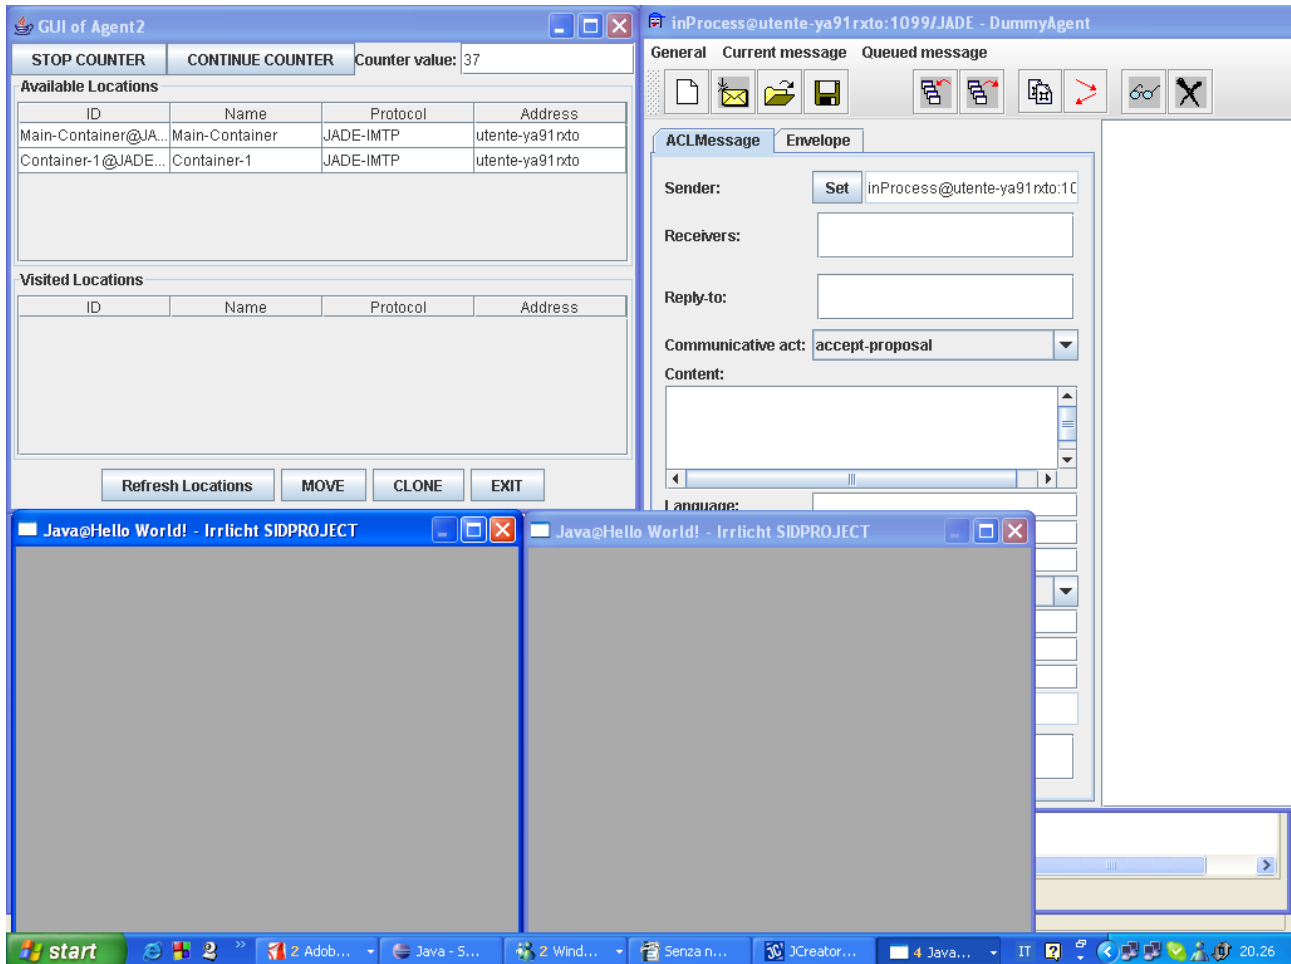 GUI of Agent2
STOP COUNTER CONTINUE COUNTER Counter value: 37
Available Locations
ID Name Protocol Address
Main-Container@JA... Main-Container JADE-IMTP utente-ya91rxto
Container-1@JADE... Container-1 JADE-IMTP utente-ya91rxto
Visited Locations
ID Name Protocol Address
Refresh Locations MOVE CLONE EXIT
inProcess@utente-ya91rxto:1099/JADE - DummyAgent
General Current message Queued message
ACLMessage Envelope
Sender: Set inProcess@utente-ya91rxto:10
Receivers:
Reply-to:
Communicative act: accept-proposal
Content:
Language:
Java@Hello World! - Irrlicht SIDPROJECT
Java@Hello World! - Irrlicht SIDPROJECT
start 2 Adob... Java - S... 2 Wind... Senza n... JCreator... 4 Java... IT 20.26